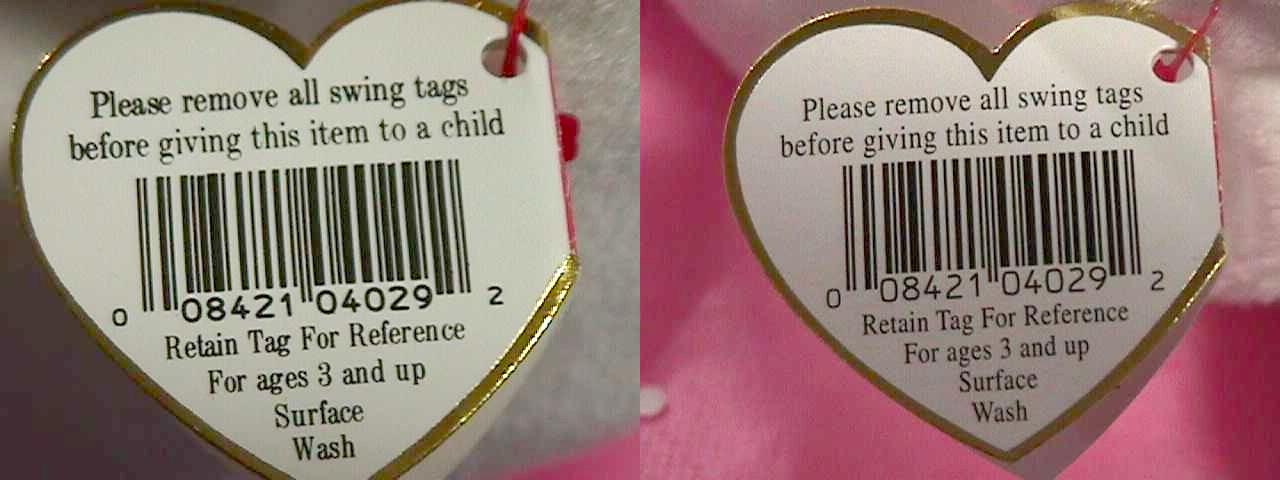 Please remove all swing tags
before giving this item to a child
0 08421 04029 2
Retain Tag For Reference
For ages 3 and up
Surface
Wash
Please remove all swing tags
before giving this item to a child
0 08421 04029 2
Retain Tag For Reference
For ages 3 and up
Surface
Wash